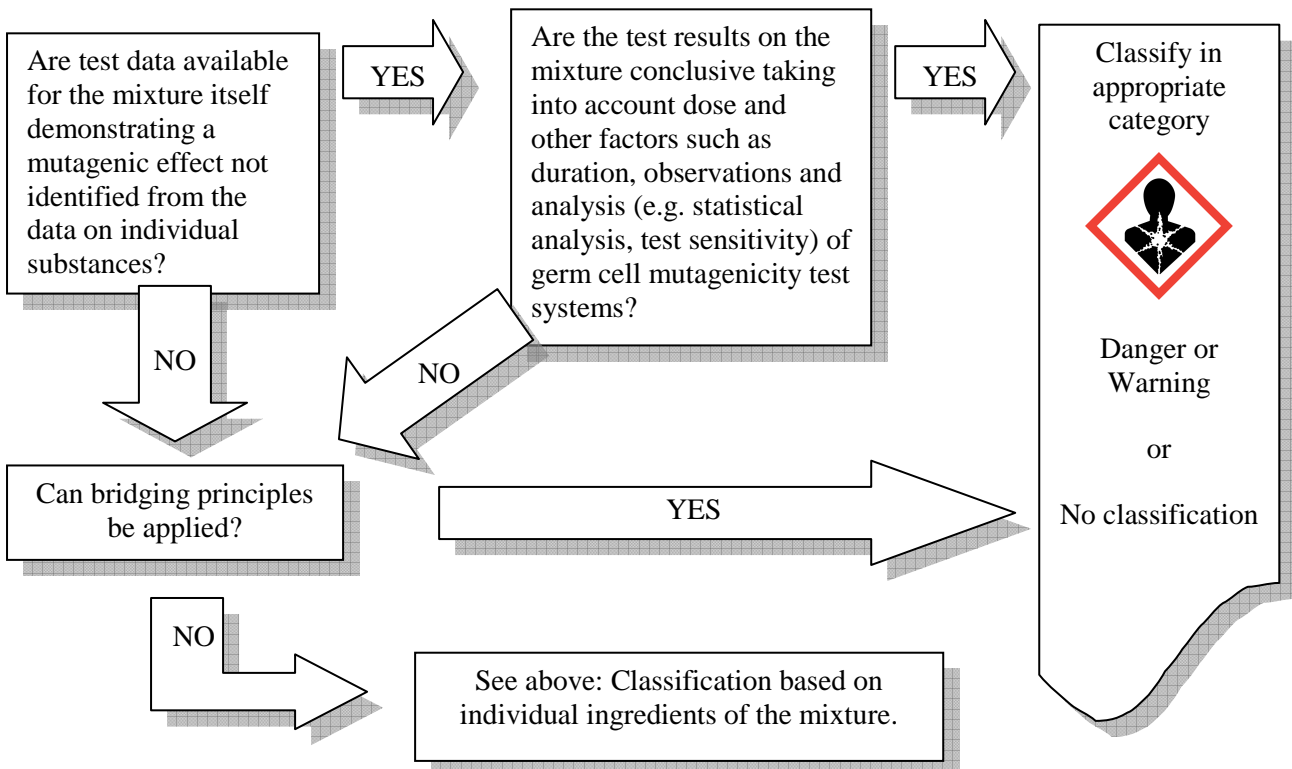 Are test data available
for the mixture itself
demonstrating a
mutagenic effect not
identified from the
data on individual
substances?
YES
Are the test results on the
mixture conclusive taking
into account dose and
other factors such as
duration, observations and
analysis (e.g. statistical
analysis, test sensitivity) of
germ cell mutagenicity test
systems?
YES
Classify in
appropriate
category
Danger or
Warning
or
No classification
NO
NO
Can bridging principles
be applied?
YES
NO
See above: Classification based on
individual ingredients of the mixture.